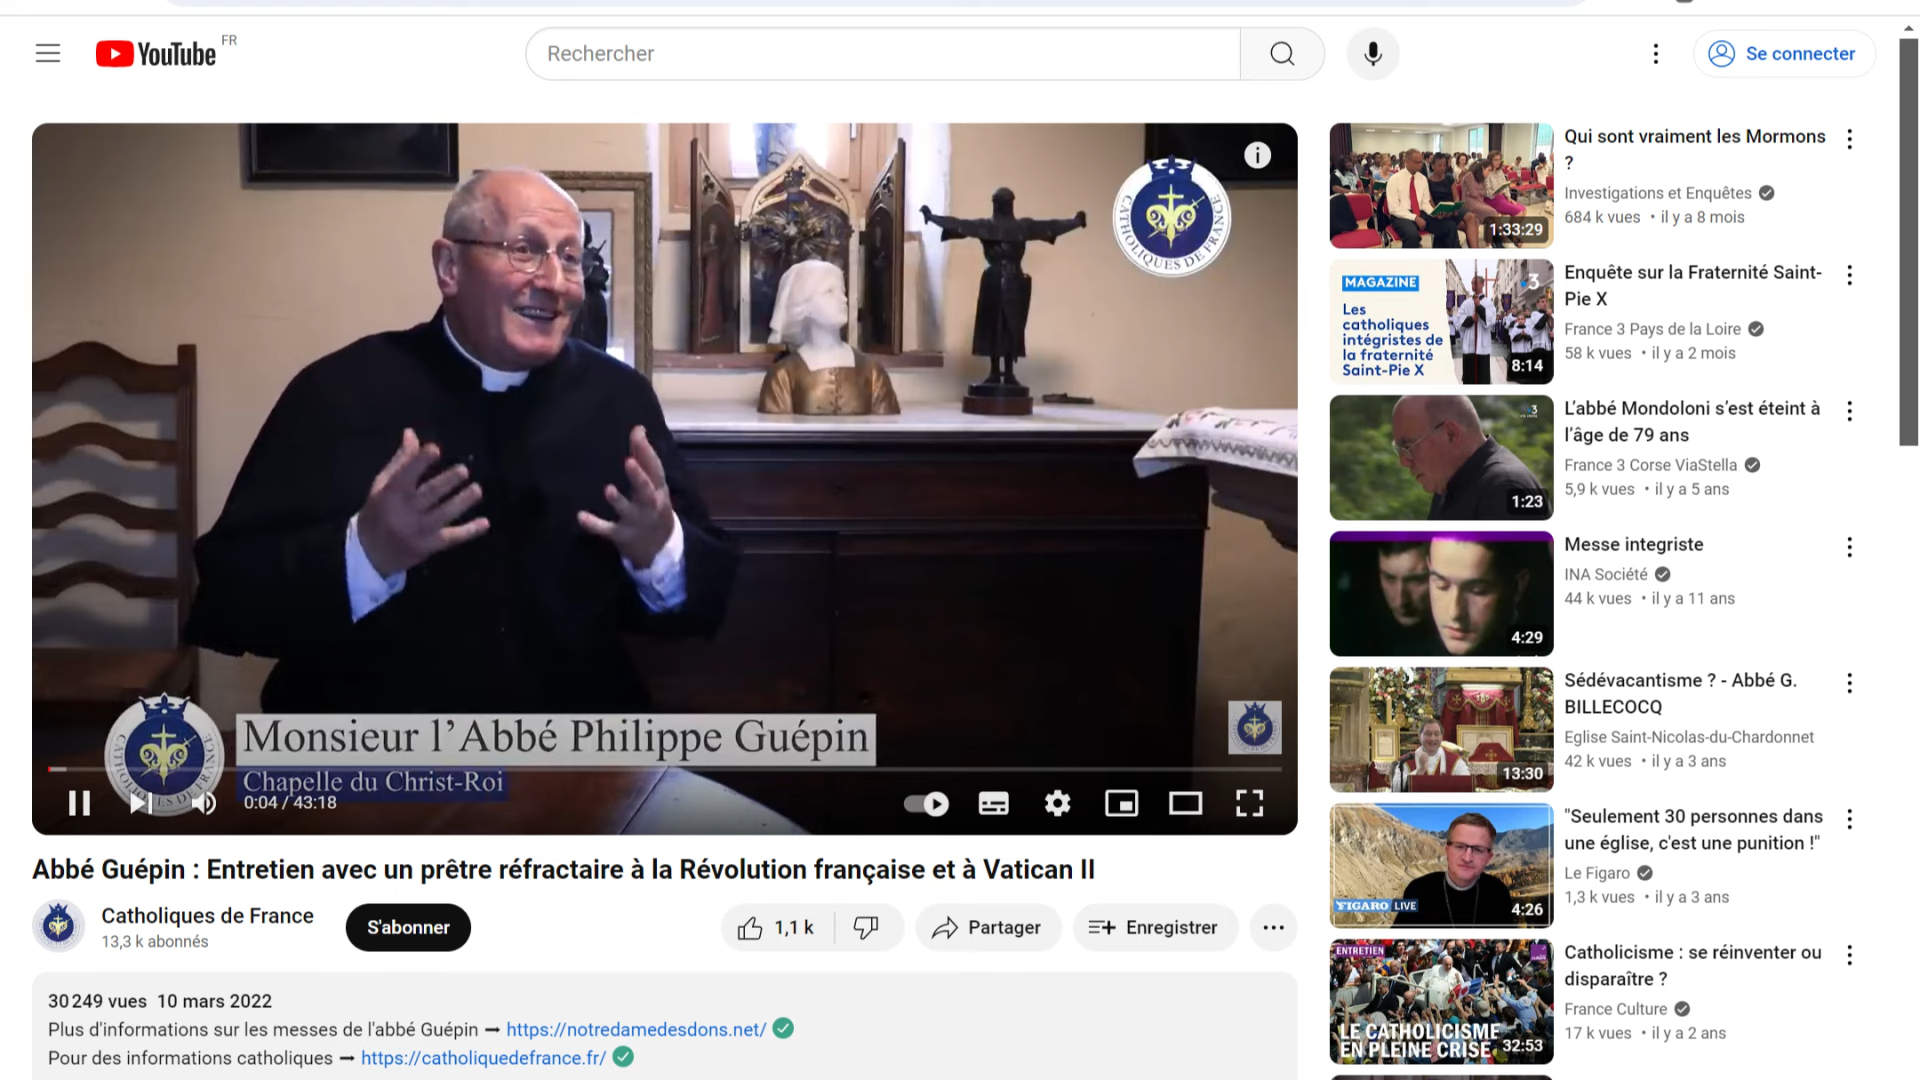 YouTube FR
Rechercher
Se connecter
CATHOLIQUES DE FRANCE
Monsieur l’Abbé Philippe Guépin
Chapelle du Christ-Roi
0:04 / 43:18
Abbé Guépin : Entretien avec un prêtre réfractaire à la Révolution française et à Vatican II
Catholiques de France
13,3 k abonnés
S'abonner
1,1 k
Partager
Enregistrer
30 249 vues 10 mars 2022
Plus d'informations sur les messes de l'abbé Guépin ➡ https://notredamedesdons.net/
Pour des informations catholiques ➡ https://catholiquedefrance.fr/
1:33:29
Qui sont vraiment les Mormons
?
Investigations et Enquêtes
684 k vues • il y a 8 mois
MAGAZINE
Les
catholiques
intégristes de
la fraternité
Saint-Pie X
3
8:14
Enquête sur la Fraternité Saint-
Pie X
France 3 Pays de la Loire
58 k vues • il y a 2 mois
3
1:23
L’abbé Mondoloni s’est éteint à
l’âge de 79 ans
France 3 Corse ViaStella
5,9 k vues • il y a 5 ans
4:29
Messe integriste
INA Société
44 k vues • il y a 11 ans
13:30
Sédévacantisme ? - Abbé G.
BILLECOCQ
Eglise Saint-Nicolas-du-Chardonnet
42 k vues • il y a 3 ans
FIGARO LIVE
4:26
"Seulement 30 personnes dans
une église, c'est une punition !"
Le Figaro
1,3 k vues • il y a 3 ans
ENTRETIEN
LE CATHOLICISME
EN PLEINE CRISE
32:53
Catholicisme : se réinventer ou
disparaître ?
France Culture
17 k vues • il y a 2 ans